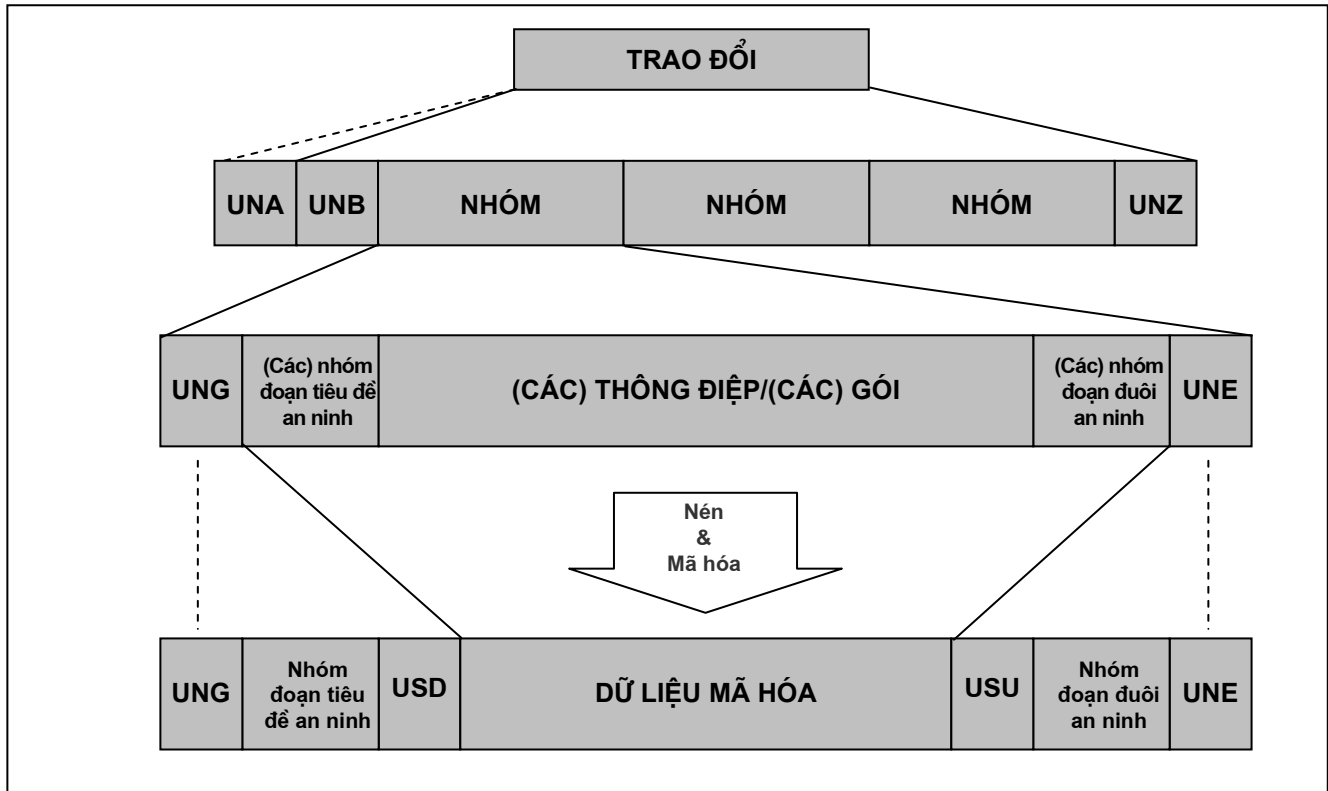 TRAO ĐỔI
UNA UNB NHÓM NHÓM NHÓM UNZ
UNG
(Các) nhóm
đoạn tiêu đề
an ninh
(CÁC) THÔNG ĐIỆP/(CÁC) GÓI
(Các) nhóm
đoạn đuôi
an ninh
UNE
Nén
&
Mã hóa
UNG
Nhóm
đoạn tiêu
đề an ninh
USD
DỮ LIỆU MÃ HÓA
USU
Nhóm
đoạn đuôi
an ninh
UNE